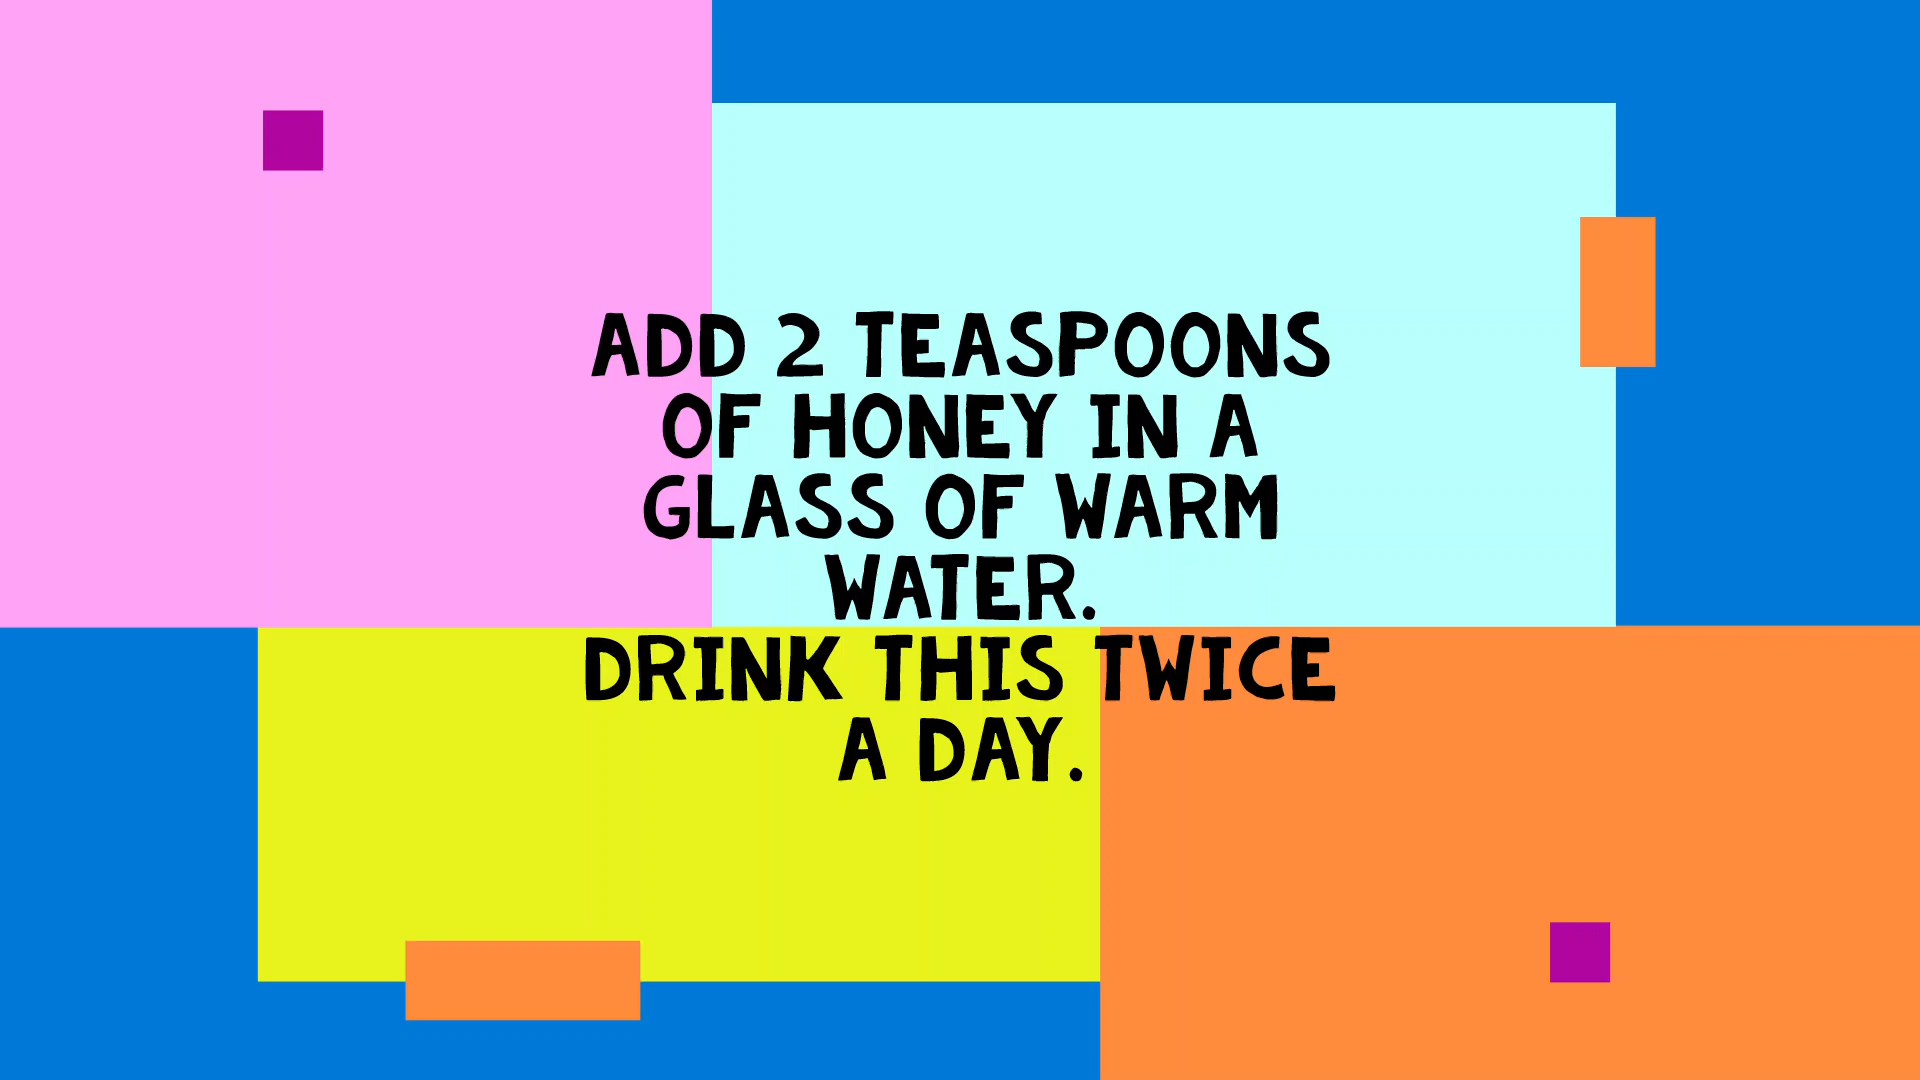 ADD 2 TEASPOONS
OF HONEY IN A
GLASS OF WARM
WATER.
DRINK THIS TWICE
A DAY.